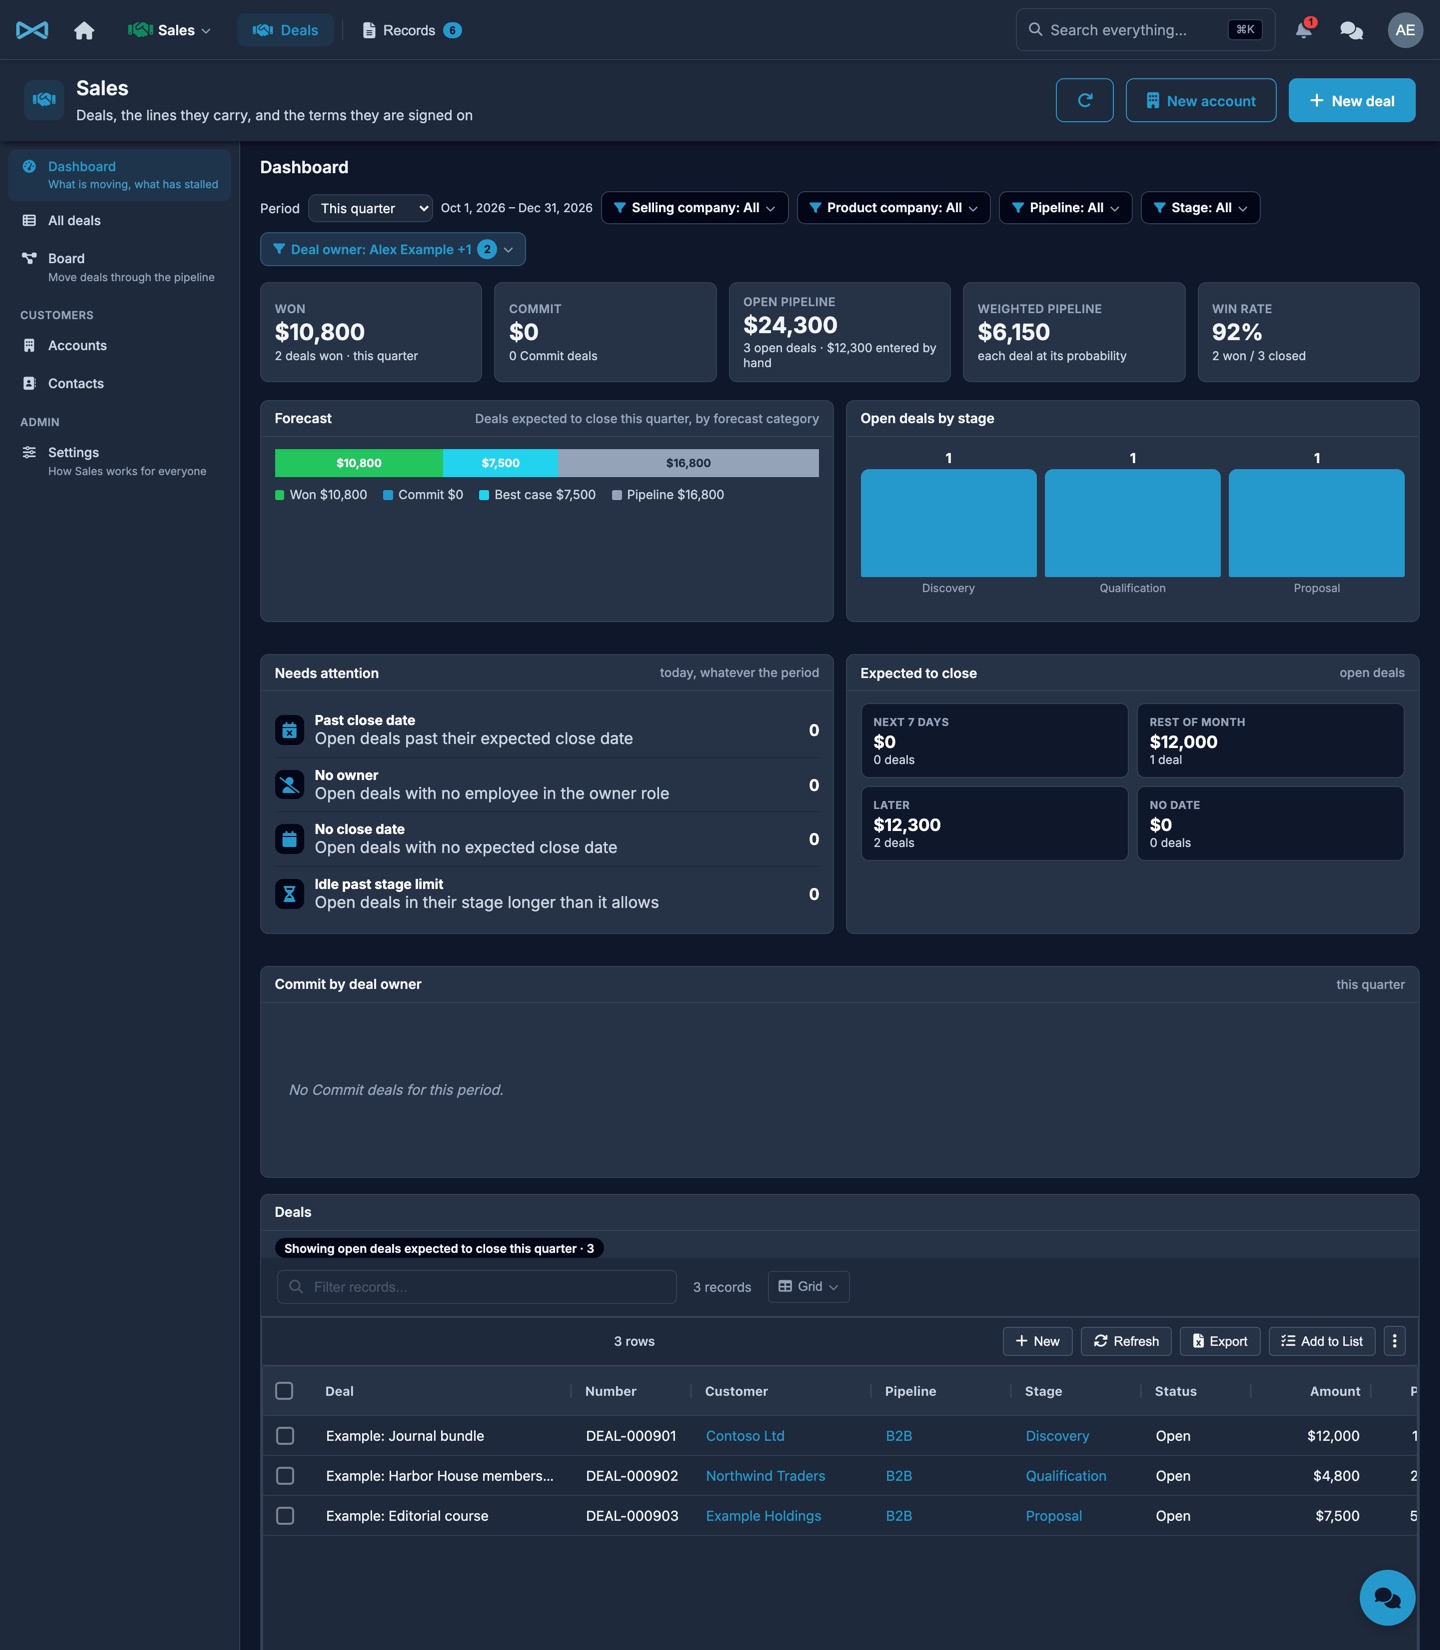 Sales
Deals
Records 6
Search everything...
⌘K
1
AE
Sales
Deals, the lines they carry, and the terms they are signed on
New account
New deal
Dashboard
What is moving, what has stalled
All deals
Board
Move deals through the pipeline
CUSTOMERS
Accounts
Contacts
ADMIN
Settings
How Sales works for everyone
Dashboard
Period
This quarter
Oct 1, 2026 – Dec 31, 2026
Selling company: All
Product company: All
Pipeline: All
Stage: All
Deal owner: Alex Example +1 2
WON
$10,800
2 deals won · this quarter
COMMIT
$0
0 Commit deals
OPEN PIPELINE
$24,300
3 open deals · $12,300 entered by
hand
WEIGHTED PIPELINE
$6,150
each deal at its probability
WIN RATE
92%
2 won / 3 closed
Forecast
Deals expected to close this quarter, by forecast category
$10,800
$7,500
$16,800
Won $10,800
Commit $0
Best case $7,500
Pipeline $16,800
Open deals by stage
1
1
1
Discovery
Qualification
Proposal
Needs attention
today, whatever the period
Past close date
Open deals past their expected close date
0
No owner
Open deals with no employee in the owner role
0
No close date
Open deals with no expected close date
0
Idle past stage limit
Open deals in their stage longer than it allows
0
Expected to close
open deals
NEXT 7 DAYS
$0
0 deals
REST OF MONTH
$12,000
1 deal
LATER
$12,300
2 deals
NO DATE
$0
0 deals
Commit by deal owner
this quarter
No Commit deals for this period.
Deals
Showing open deals expected to close this quarter · 3
Filter records...
3 records
Grid
3 rows
New
Refresh
Export
Add to List
Deal Number Customer Pipeline Stage Status Amount P
Example: Journal bundle DEAL-000901 Contoso Ltd B2B Discovery Open $12,000 1
Example: Harbor House members... DEAL-000902 Northwind Traders B2B Qualification Open $4,800 2
Example: Editorial course DEAL-000903 Example Holdings B2B Proposal Open $7,500 5